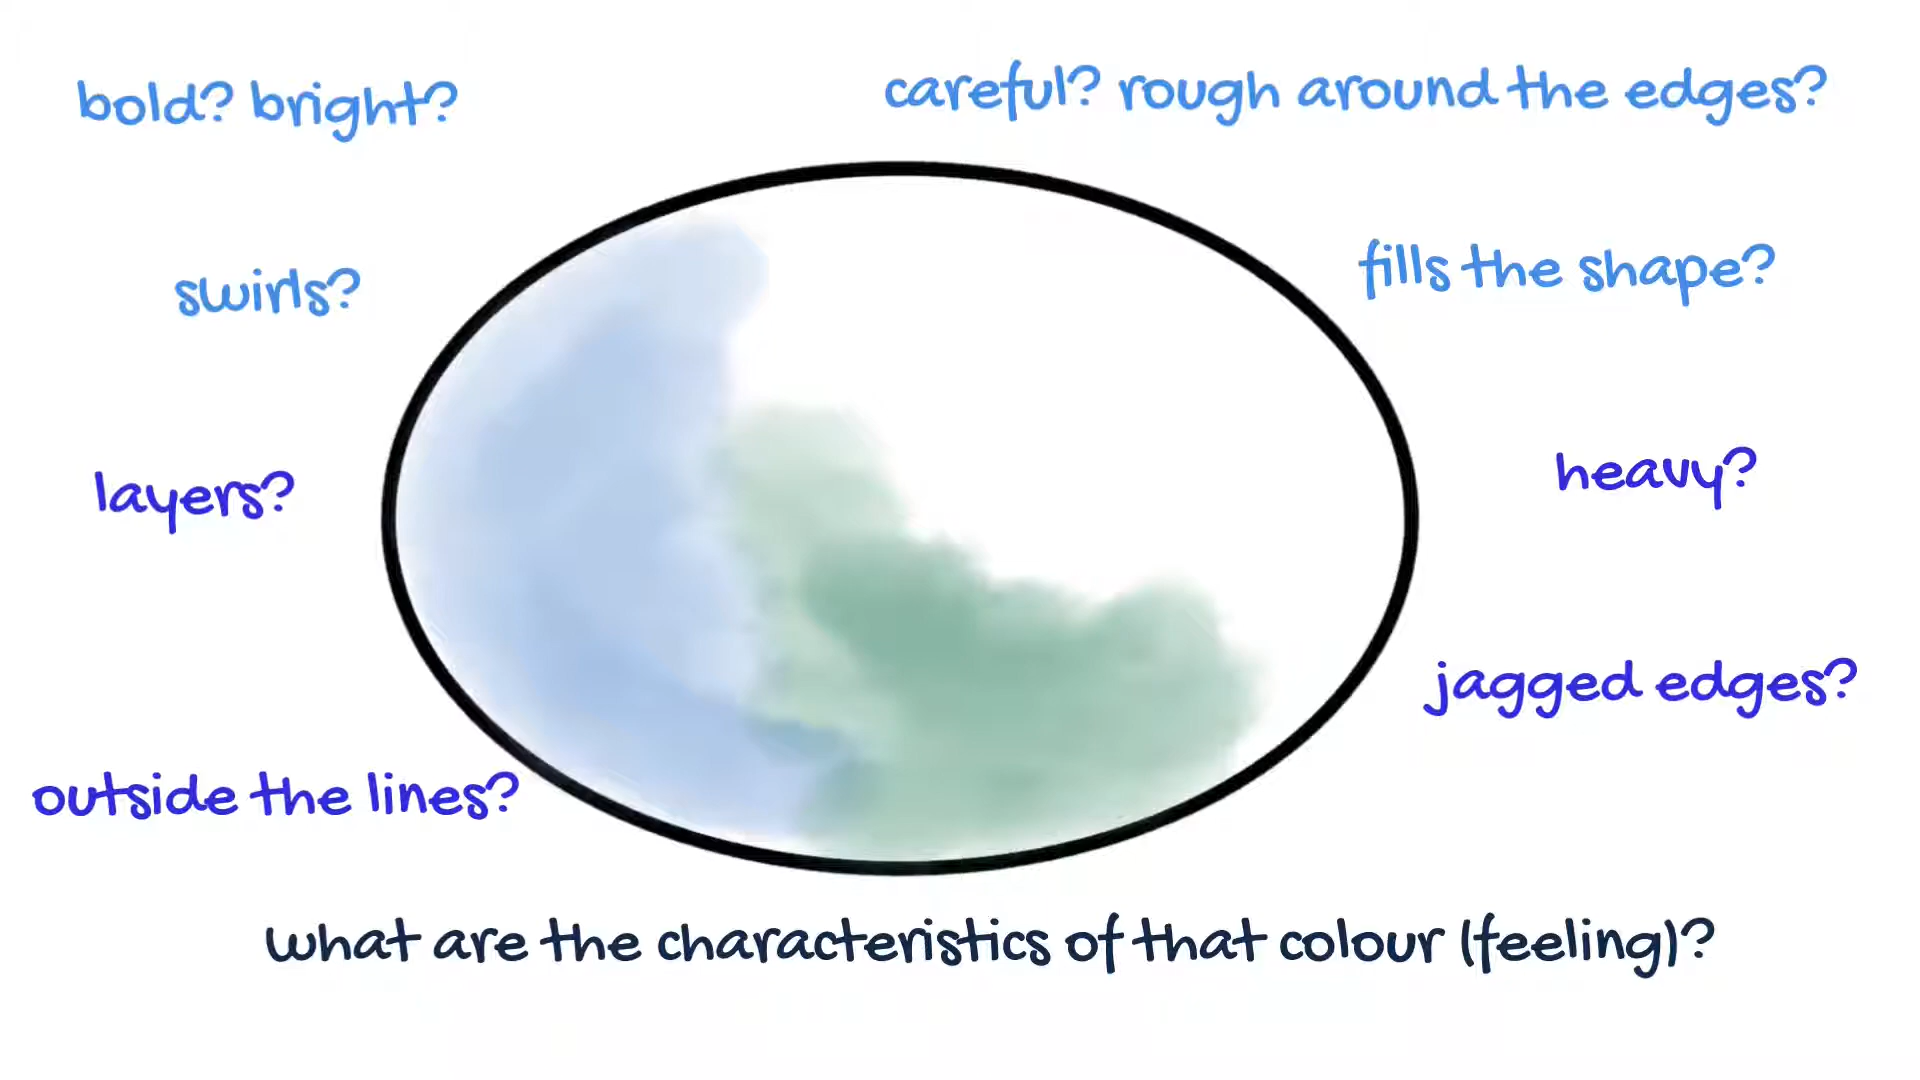 bold? bright?
careful? rough around the edges?
swirls?
fills the shape?
layers?
heavy?
jagged edges?
outside the lines?
what are the characteristics of that colour (feeling)?